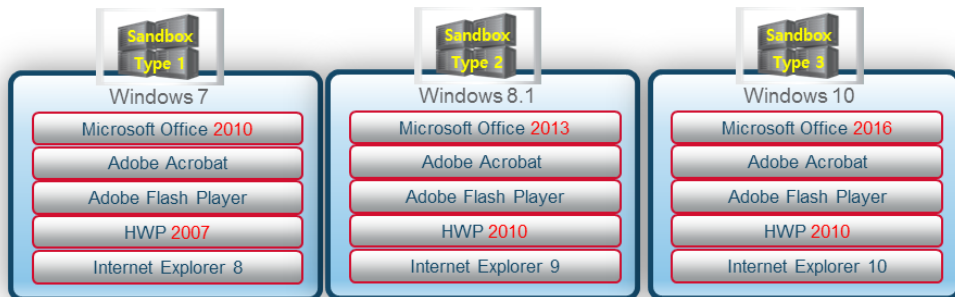 Sandbox
Type 1
Windows 7
Microsoft Office 2010
Adobe Acrobat
Adobe Flash Player
HWP 2007
Internet Explorer 8
Sandbox
Type 2
Windows 8.1
Microsoft Office 2013
Adobe Acrobat
Adobe Flash Player
HWP 2010
Internet Explorer 9
Sandbox
Type 3
Windows 10
Microsoft Office 2016
Adobe Acrobat
Adobe Flash Player
HWP 2010
Internet Explorer 10